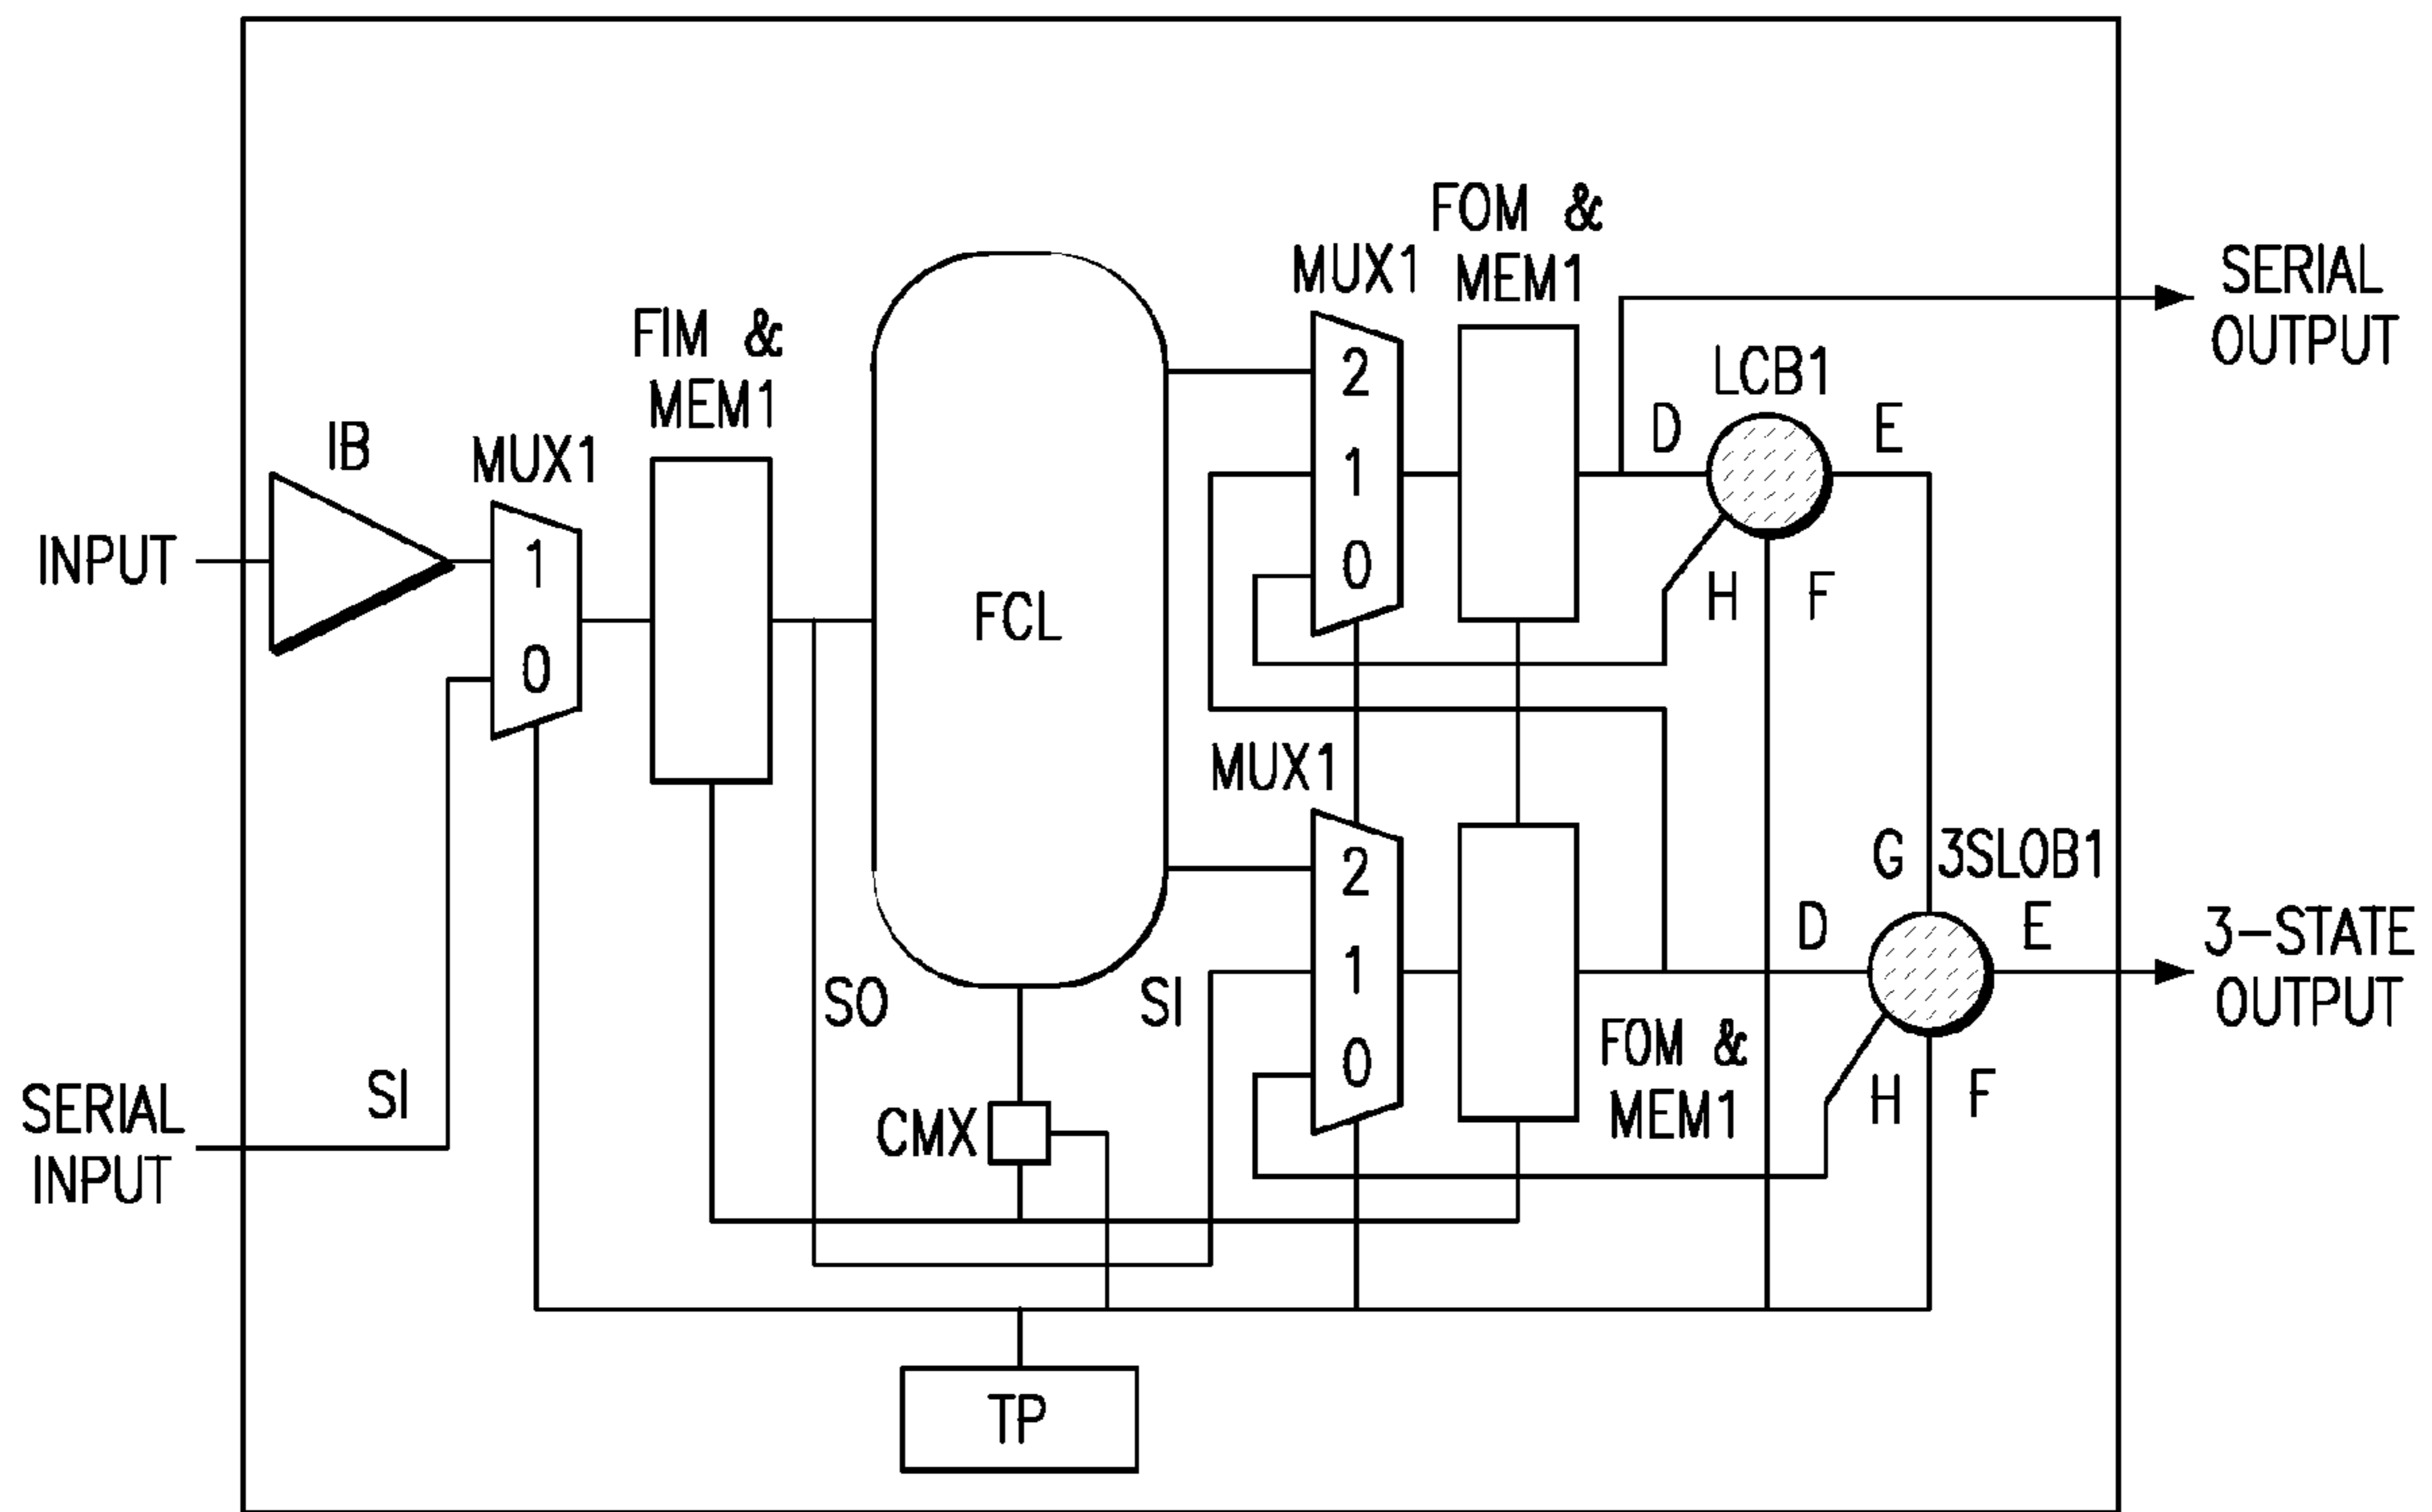 FOM &
MEM1
MUX1
SERIAL
OUTPUT
FIM &
MEM1
2
LCB1
IB
MUX1
D
E
1
INPUT
1
0
FCL
H
F
0
MUX1
G
3SLOB1
2
D
E
3-STATE
OUTPUT
1
SO
SI
FOM &
MEM1
0
SI
H
F
SERIAL
INPUT
CMX
TP